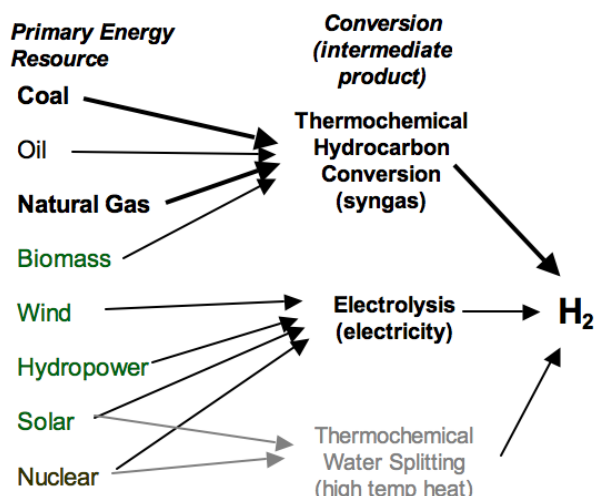 Primary Energy
Resource
Coal
Oil
Natural Gas
Biomass
Wind
Hydropower
Solar
Nuclear
Conversion
(intermediate
product)
Thermochemical
Hydrocarbon
Conversion
(syngas)
Electrolysis
(electricity)
Thermochemical
Water Splitting
(high temp heat)
H₂